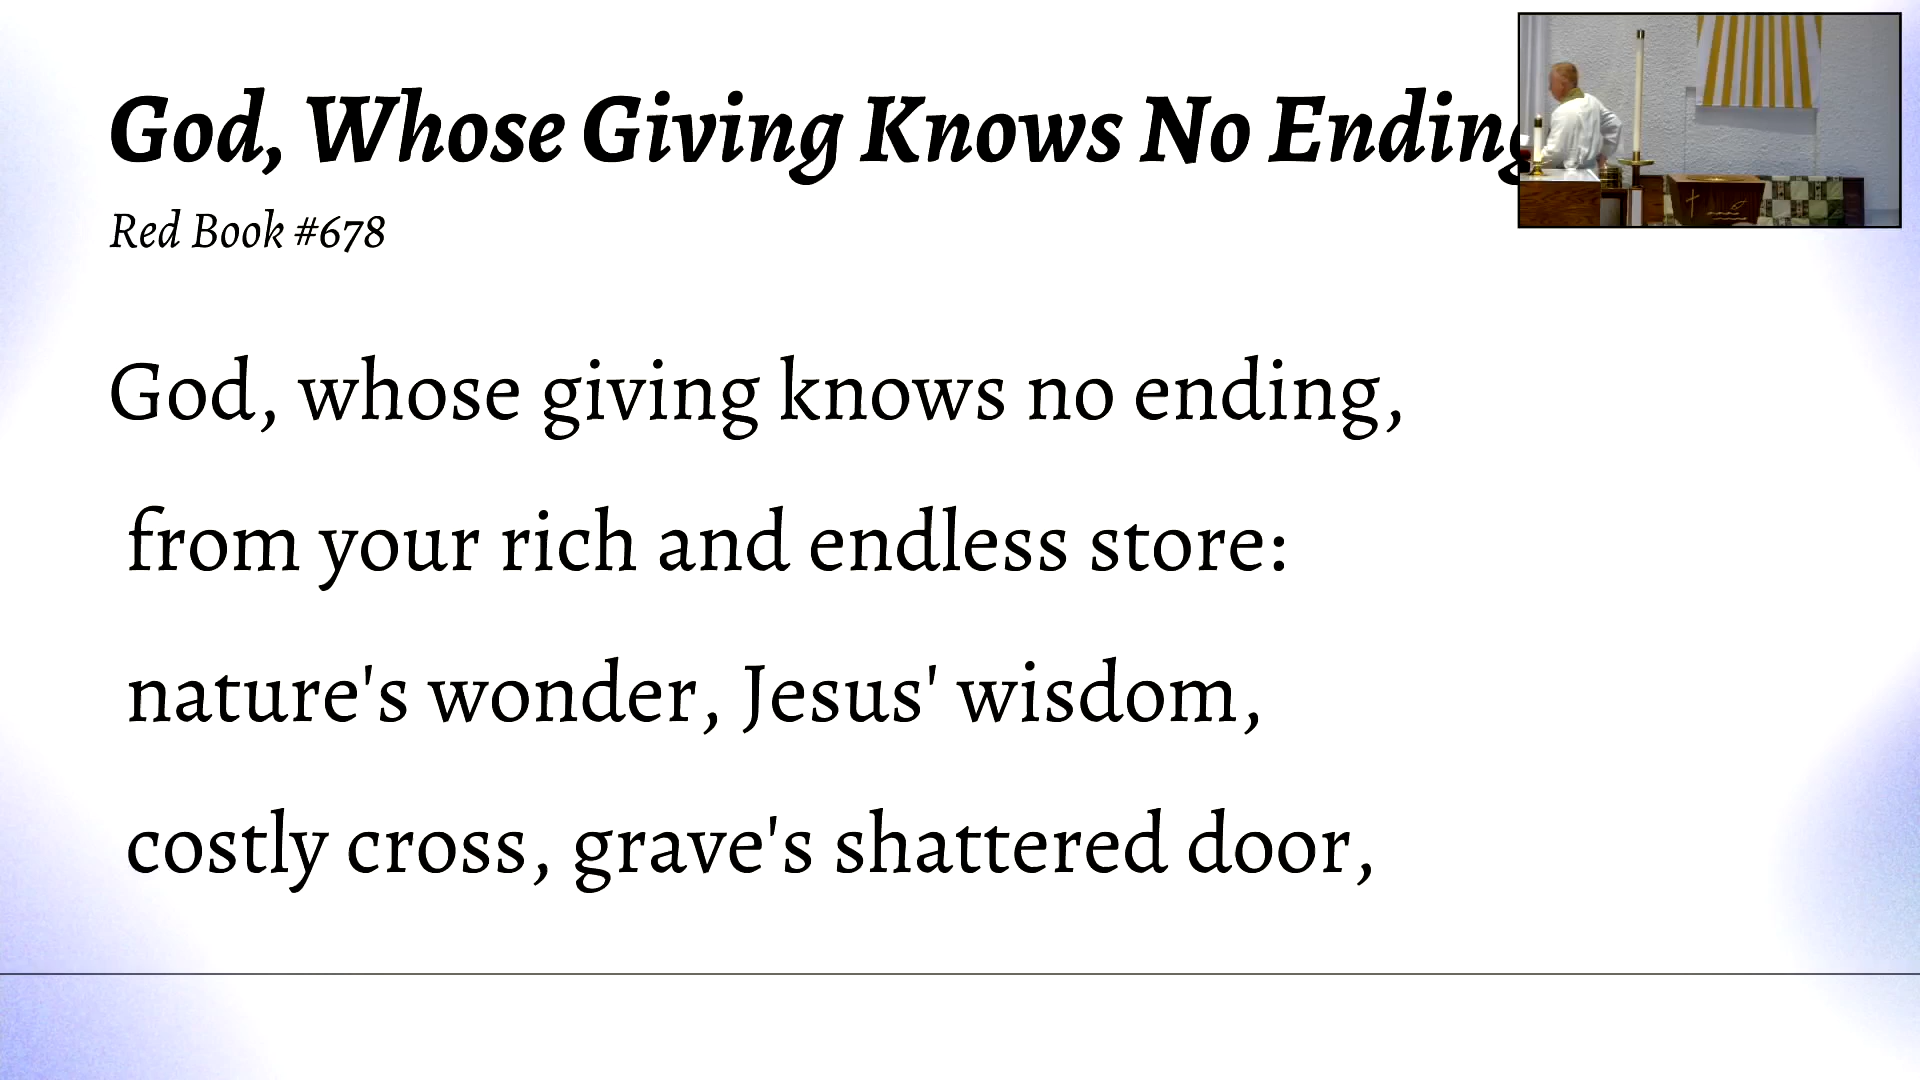 God, Whose Giving Knows No Ending
Red Book #678
God, whose giving knows no ending,
from your rich and endless store:
nature's wonder, Jesus' wisdom,
costly cross, grave's shattered door,